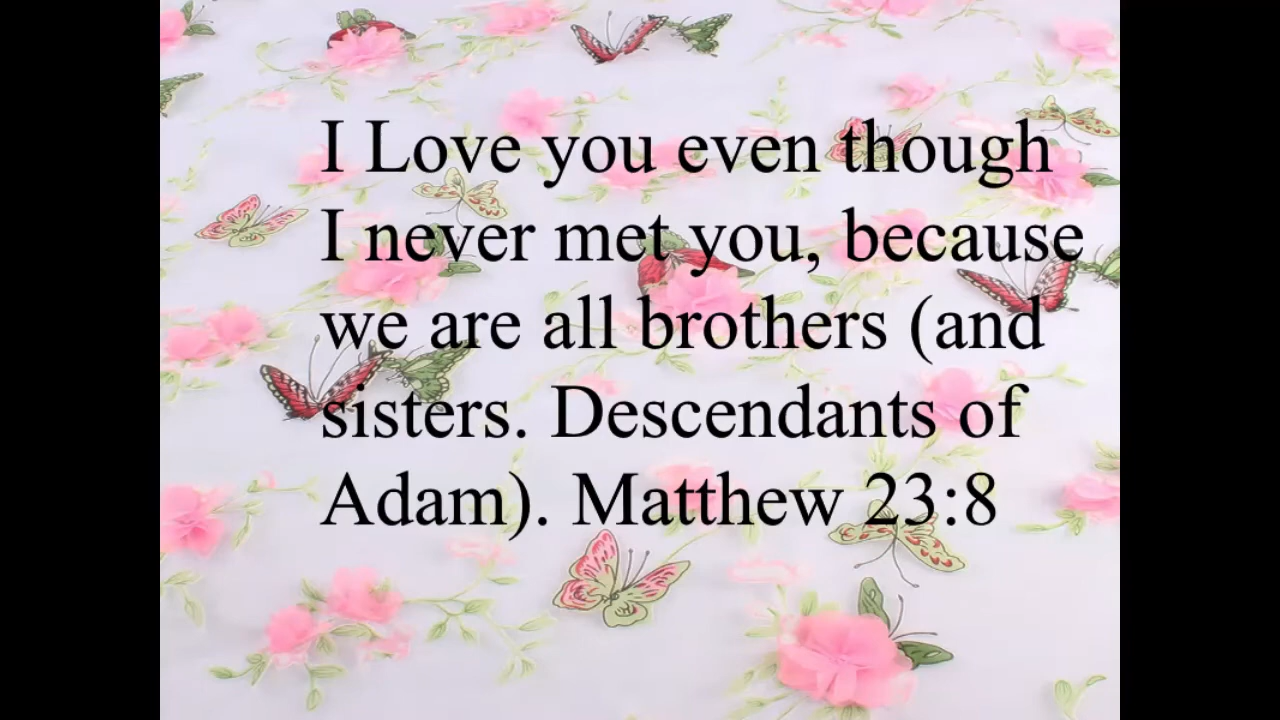 I Love you even though
I never met you, because
we are all brothers (and
sisters. Descendants of
Adam). Matthew 23:8